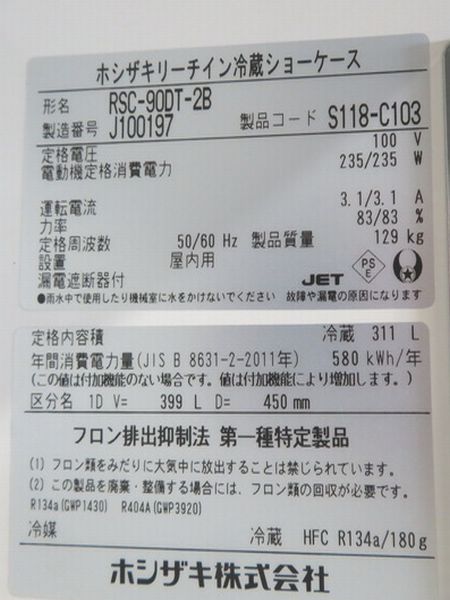 ホシザキリーチイン冷蔵ショーケース
形名 RSC-90DT-2B
製造番号 J100197 製品コード S118-C103
定格電圧 100 V
電動機定格消費電力 235/235 W
運転電流 3.1/3.1 A
力率 83/83 %
定格周波数 50/60 Hz 製品質量 129 kg
設置 屋内用
漏電遮断器付 JET PS E
●雨水中で使用したり機械室に水をかけないでください 故障や漏電の原因になります
定格内容積 冷蔵 311 L
年間消費電力量(JIS B 8631-2-2011年) 580 kWh/年
(この値は付加機能のない場合です。値は付加機能により増加します。)
区分名 1D V= 399 L D= 450 mm
フロン排出抑制法 第一種特定製品
(1) フロン類をみだりに大気中に放出することは禁じられています。
(2) この製品を廃棄・整備する場合には、フロン類の回収が必要です。
R134a(GWP1430) R404A(GWP3920)
冷媒 冷蔵 HFC R134a/180g
ホシザキ株式会社